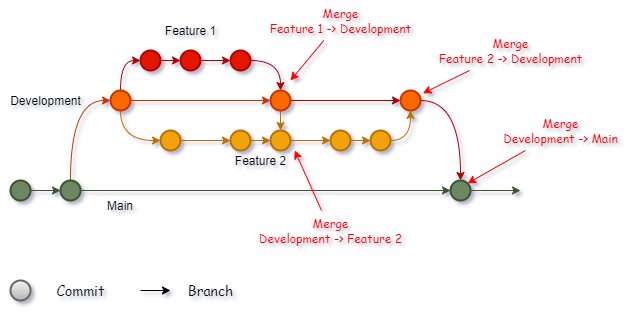 Feature 1
Merge
Feature 1 -> Development
Merge
Feature 2 -> Development
Development
Merge
Development -> Main
Feature 2
Main
Merge
Development -> Feature 2
Commit
Branch